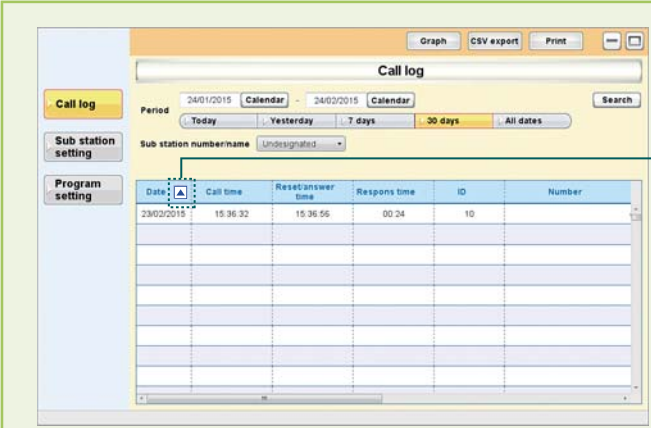 Graph CSV export Print
Call log
Call log
24/01/2015 Calendar - 24/02/2015 Calendar Search
Period
Today Yesterday 7 days 30 days All dates
Sub station setting
Sub station number/name Undesignated
Program setting
Date Call time Reset/answer time Respons time ID Number
23/02/2015 15:36:32 15:36:56 00:24 10